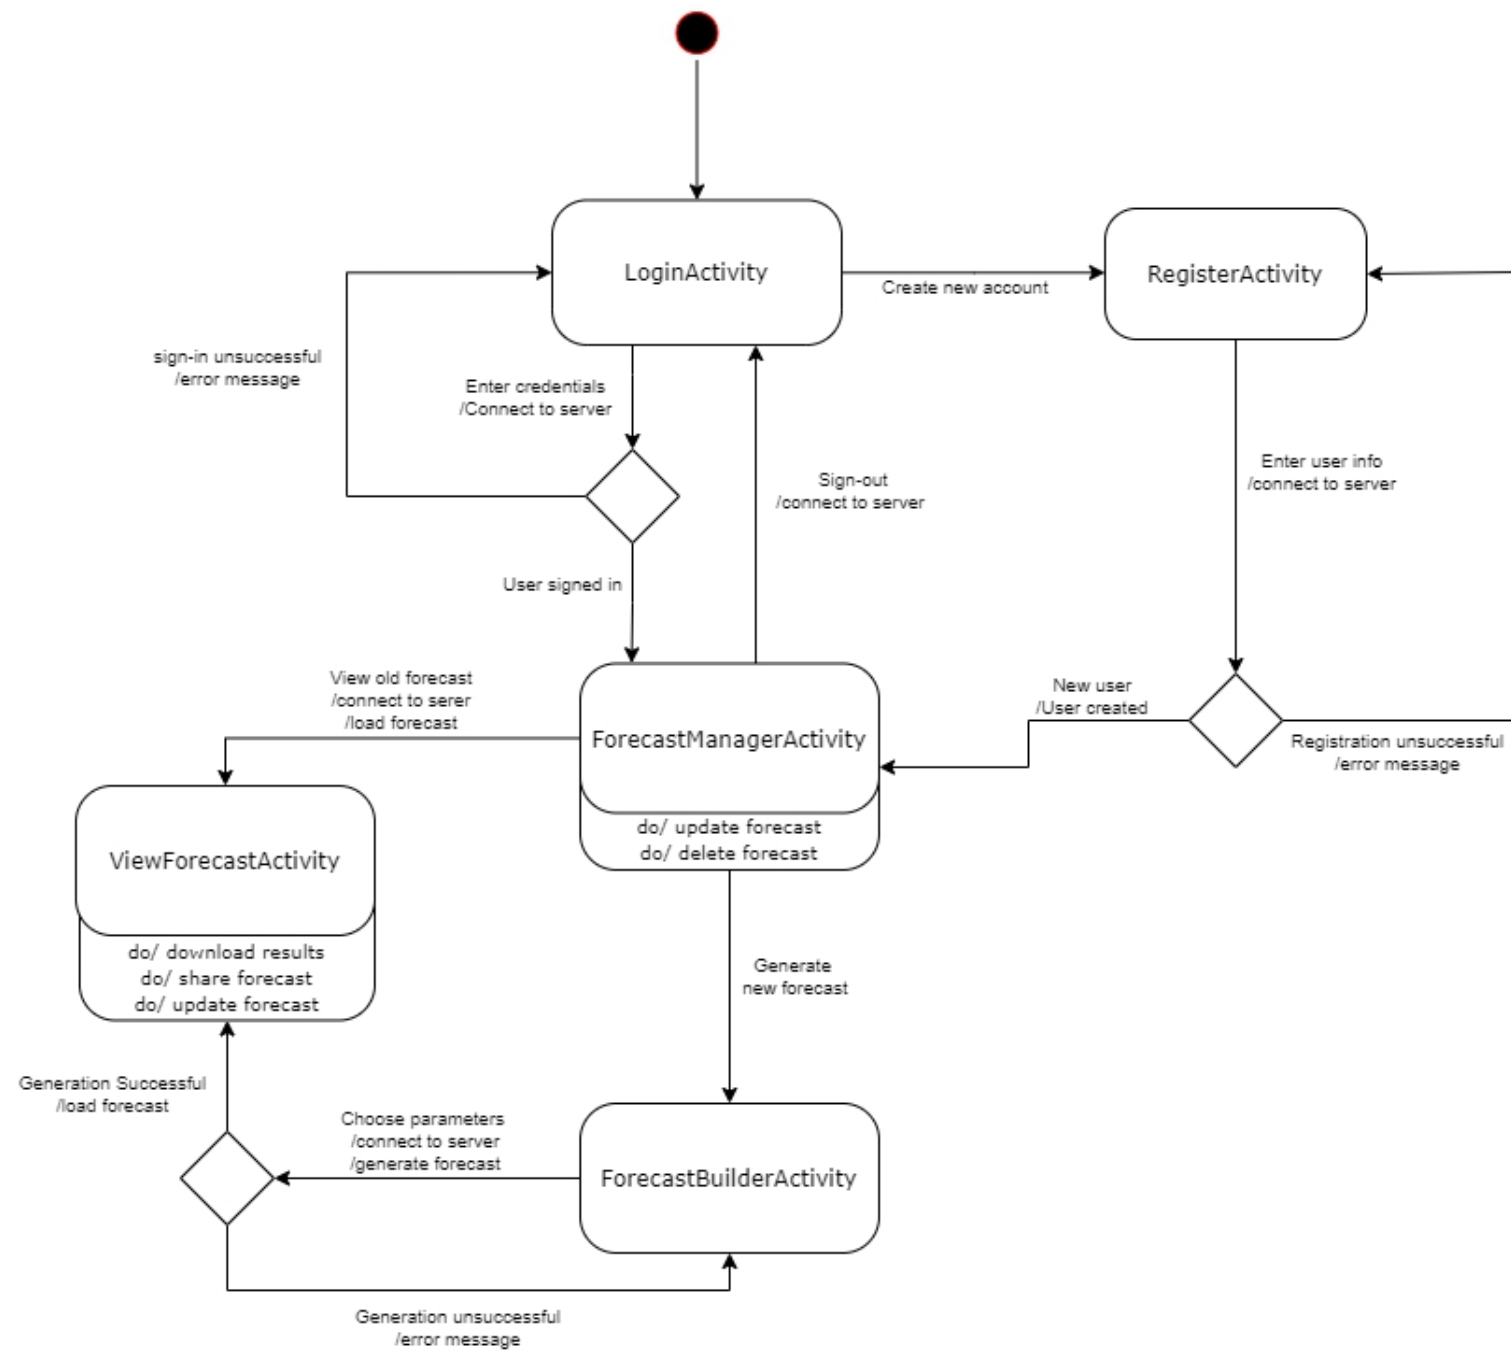 LoginActivity
Create new account
RegisterActivity
sign-in unsuccessful
/error message
Enter credentials
/Connect to server
Sign-out
/connect to server
Enter user info
/connect to server
User signed in
View old forecast
/connect to serer
/load forecast
New user
/User created
ForecastManagerActivity
Registration unsuccessful
/error message
do/ update forecast
do/ delete forecast
ViewForecastActivity
do/ download results
do/ share forecast
do/ update forecast
Generate
new forecast
Generation Successful
/load forecast
Choose parameters
/connect to server
/generate forecast
ForecastBuilderActivity
Generation unsuccessful
/error message